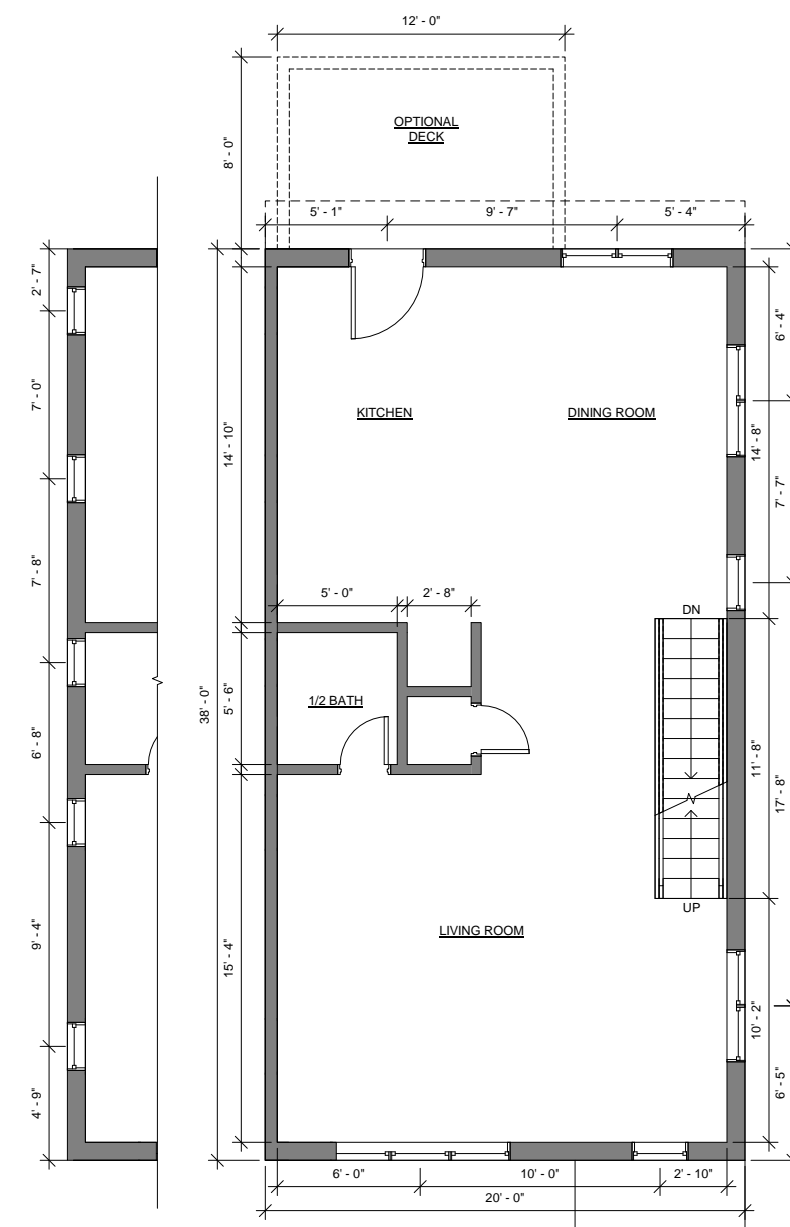 12' - 0"
OPTIONAL
DECK
8' - 0"
5' - 1"
9' - 7"
5' - 4"
2' - 7"
7' - 0"
7' - 8"
6' - 8"
9' - 4"
4' - 9"
38' - 0"
14' - 10"
5' - 6"
15' - 4"
KITCHEN
DINING ROOM
6' - 4"
14' - 8"
7' - 7"
5' - 0"
2' - 8"
DN
1/2 BATH
11' - 8"
17' - 8"
UP
LIVING ROOM
10' - 2"
6' - 5"
6' - 0"
10' - 0"
2' - 10"
20' - 0"